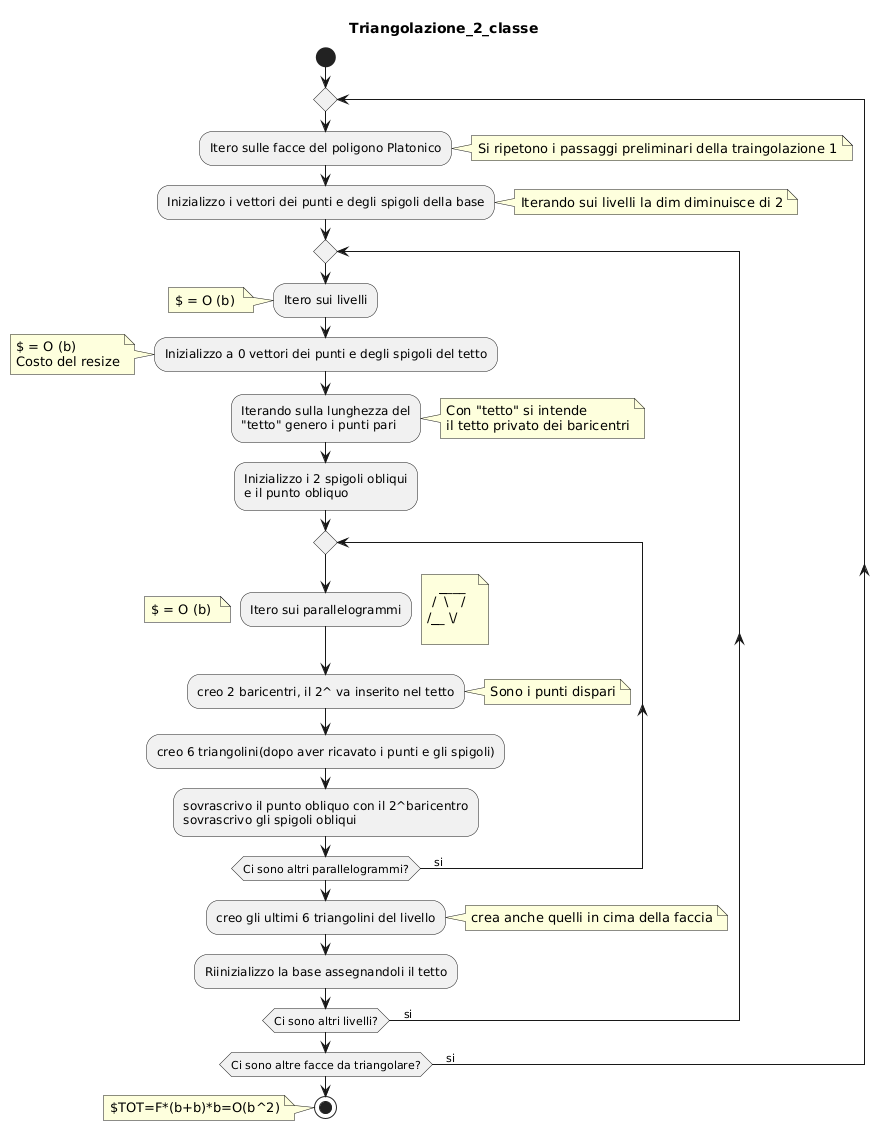 Triangolazione_2_classe
Itero sulle facce del poligono Platonico
Si ripetono i passaggi preliminari della traingolazione 1
Inizializzo i vettori dei punti e degli spigoli della base
Iterando sui livelli la dim diminuisce di 2
$ = O (b)
Itero sui livelli
$ = O (b)
Costo del resize
Inizializzo a 0 vettori dei punti e degli spigoli del tetto
Iterando sulla lunghezza del
"tetto" genero i punti pari
Con "tetto" si intende
il tetto privato dei baricentri
Inizializzo i 2 spigoli obliqui
e il punto obliquo
$ = O (b)
Itero sui parallelogrammi
____
/ \ /
/__ \/
creo 2 baricentri, il 2^ va inserito nel tetto
Sono i punti dispari
creo 6 triangolini(dopo aver ricavato i punti e gli spigoli)
sovrascrivo il punto obliquo con il 2^baricentro
sovrascrivo gli spigoli obliqui
Ci sono altri parallelogrammi?
si
creo gli ultimi 6 triangolini del livello
crea anche quelli in cima della faccia
Riinizializzo la base assegnandoli il tetto
Ci sono altri livelli?
si
Ci sono altre facce da triangolare?
si
$TOT=F*(b+b)*b=O(b^2)